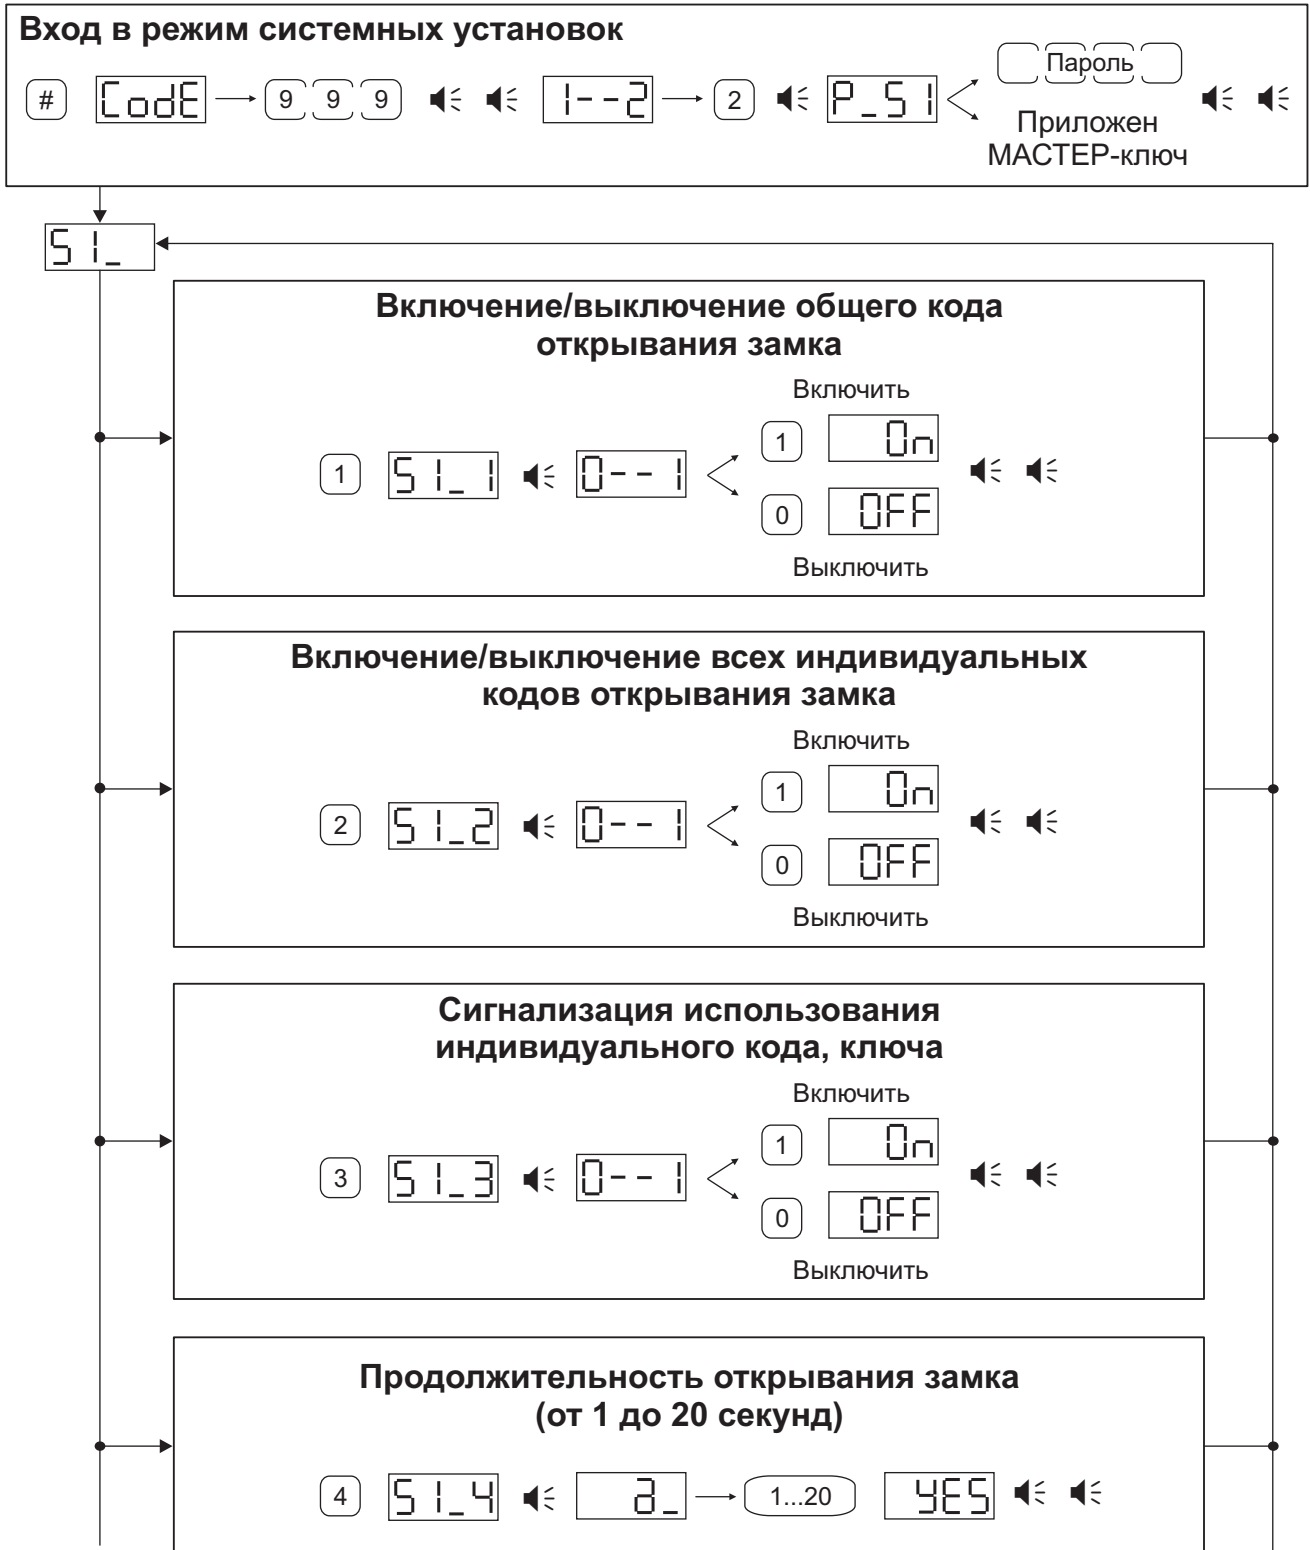 Вход в режим системных установок
# CodE 9 9 9 1--2 2 P_S1 Пароль
Приложен
МАСТЕР-ключ
S1_
Включение/выключение общего кода
открывания замка
Включить
1 S1_1 0--1 1 On
0 OFF
Выключить
Включение/выключение всех индивидуальных
кодов открывания замка
Включить
2 S1_2 0--1 1 On
0 OFF
Выключить
Сигнализация использования
индивидуального кода, ключа
Включить
3 S1_3 0--1 1 On
0 OFF
Выключить
Продолжительность открывания замка
(от 1 до 20 секунд)
4 S1_4 a_ 1...20 YES